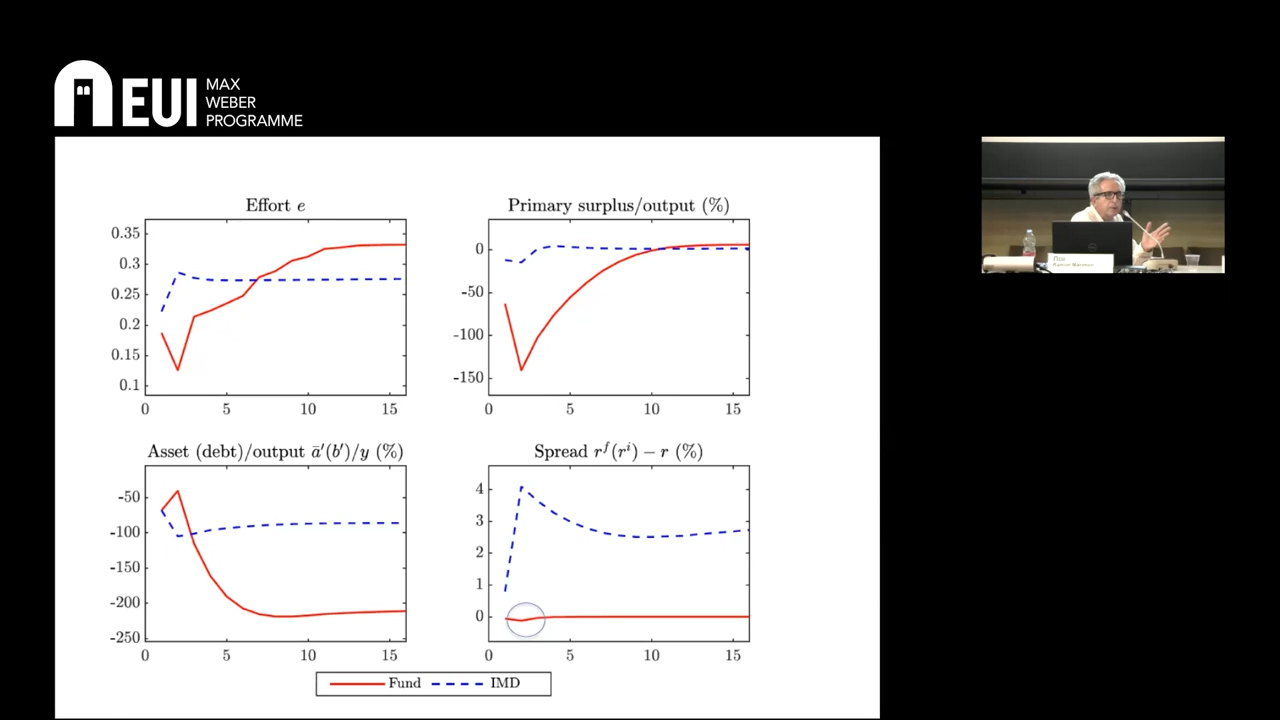 EUI
MAX
WEBER
PROGRAMME
Effort e
0.35
0.3
0.25
0.2
0.15
0.1
0 5 10 15
Primary surplus/output (%)
0
-50
-100
-150
0 5 10 15
Asset (debt)/output ā′(b′)/y (%)
-50
-100
-150
-200
-250
0 5 10 15
Spread r^f(r^i) − r (%)
4
3
2
1
0
0 5 10 15
Fund IMD